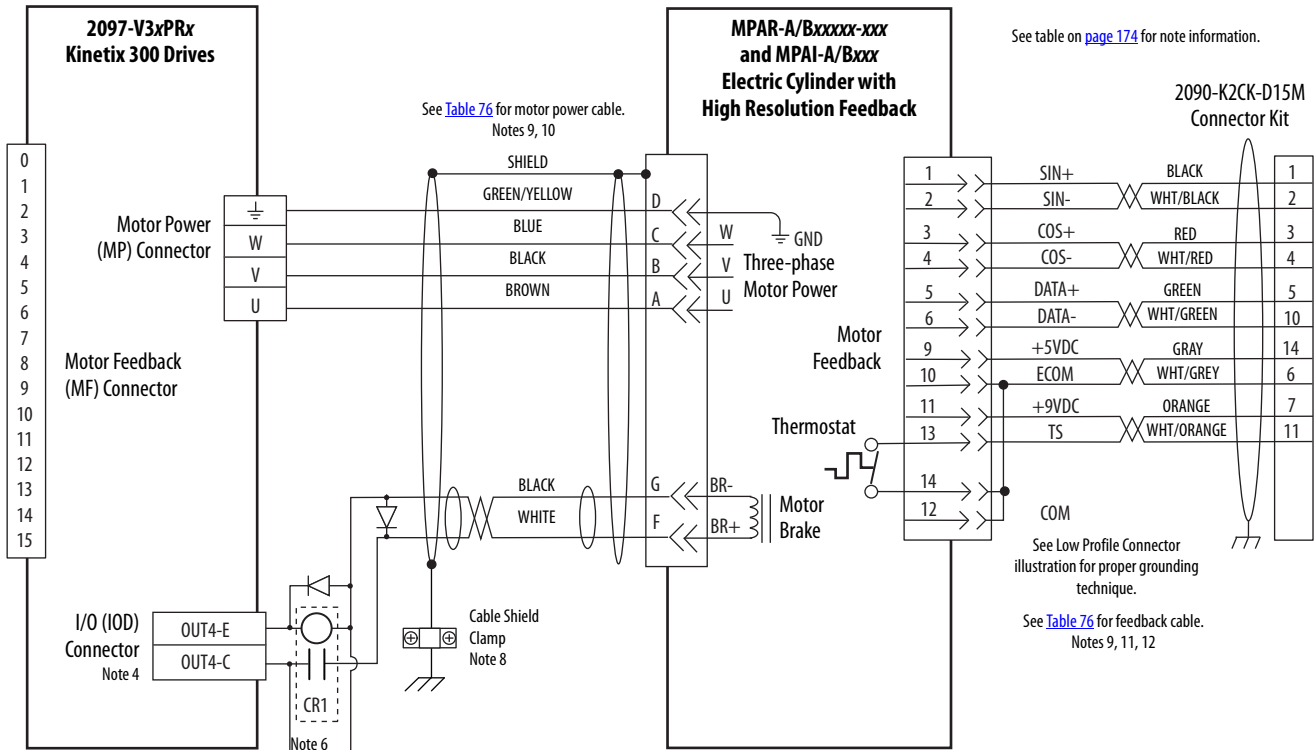 2097-V3xPRx
Kinetix 300 Drives
0
1
2
3
4
5
6
7
8
9
10
11
12
13
14
15
Motor Power
(MP) Connector
W
V
U
Motor Feedback
(MF) Connector
I/O (IOD)
Connector
Note 4
OUT4-E
OUT4-C
CR1
Note 6
See Table 76 for motor power cable.
Notes 9, 10
SHIELD
GREEN/YELLOW
BLUE
BLACK
BROWN
BLACK
WHITE
Cable Shield
Clamp
Note 8
MPAR-A/Bxxxxx-xxx
and MPAI-A/Bxxx
Electric Cylinder with
High Resolution Feedback
D
C
B
A
G
F
GND
W
V
U
Three-phase
Motor Power
BR-
BR+
Motor
Brake
Motor
Feedback
Thermostat
1
2
3
4
5
6
9
10
11
13
14
12
See table on page 174 for note information.
2090-K2CK-D15M
Connector Kit
SIN+ BLACK 1
SIN- WHT/BLACK 2
COS+ RED 3
COS- WHT/RED 4
DATA+ GREEN 5
DATA- WHT/GREEN 10
+5VDC GRAY 14
ECOM WHT/GREY 6
+9VDC ORANGE 7
TS WHT/ORANGE 11
COM
See Low Profile Connector
illustration for proper grounding
technique.
See Table 76 for feedback cable.
Notes 9, 11, 12